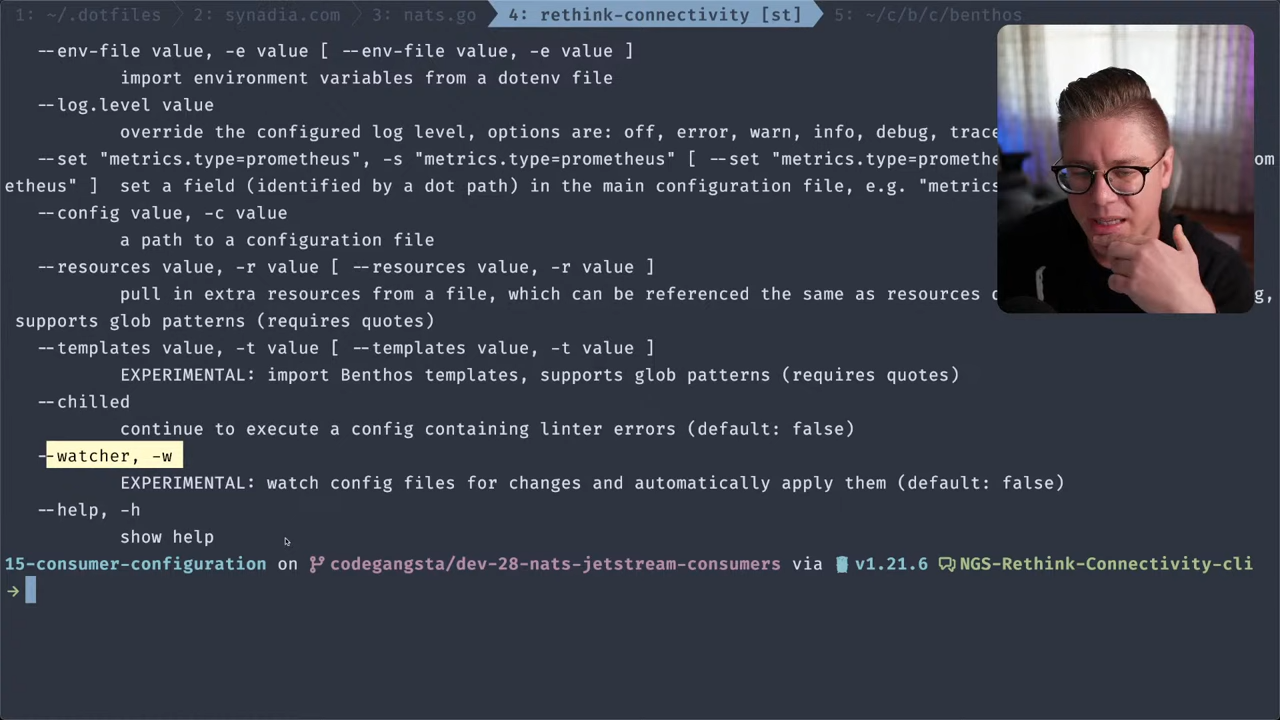 1: ~/.dotfiles 2: synadia.com 3: nats.go 4: rethink-connectivity [st] 5: ~/c/b/c/benthos
--env-file value, -e value [ --env-file value, -e value ]
import environment variables from a dotenv file
--log.level value
override the configured log level, options are: off, error, warn, info, debug, trace
--set "metrics.type=prometheus", -s "metrics.type=prometheus" [ --set "metrics.type=prometh om
etheus" ] set a field (identified by a dot path) in the main configuration file, e.g. "metrics
--config value, -c value
a path to a configuration file
--resources value, -r value [ --resources value, -r value ]
pull in extra resources from a file, which can be referenced the same as resources g,
supports glob patterns (requires quotes)
--templates value, -t value [ --templates value, -t value ]
EXPERIMENTAL: import Benthos templates, supports glob patterns (requires quotes)
--chilled
continue to execute a config containing linter errors (default: false)
--watcher, -w
EXPERIMENTAL: watch config files for changes and automatically apply them (default: false)
--help, -h
show help
15-consumer-configuration on codegangsta/dev-28-nats-jetstream-consumers via v1.21.6 NGS-Rethink-Connectivity-cli
→